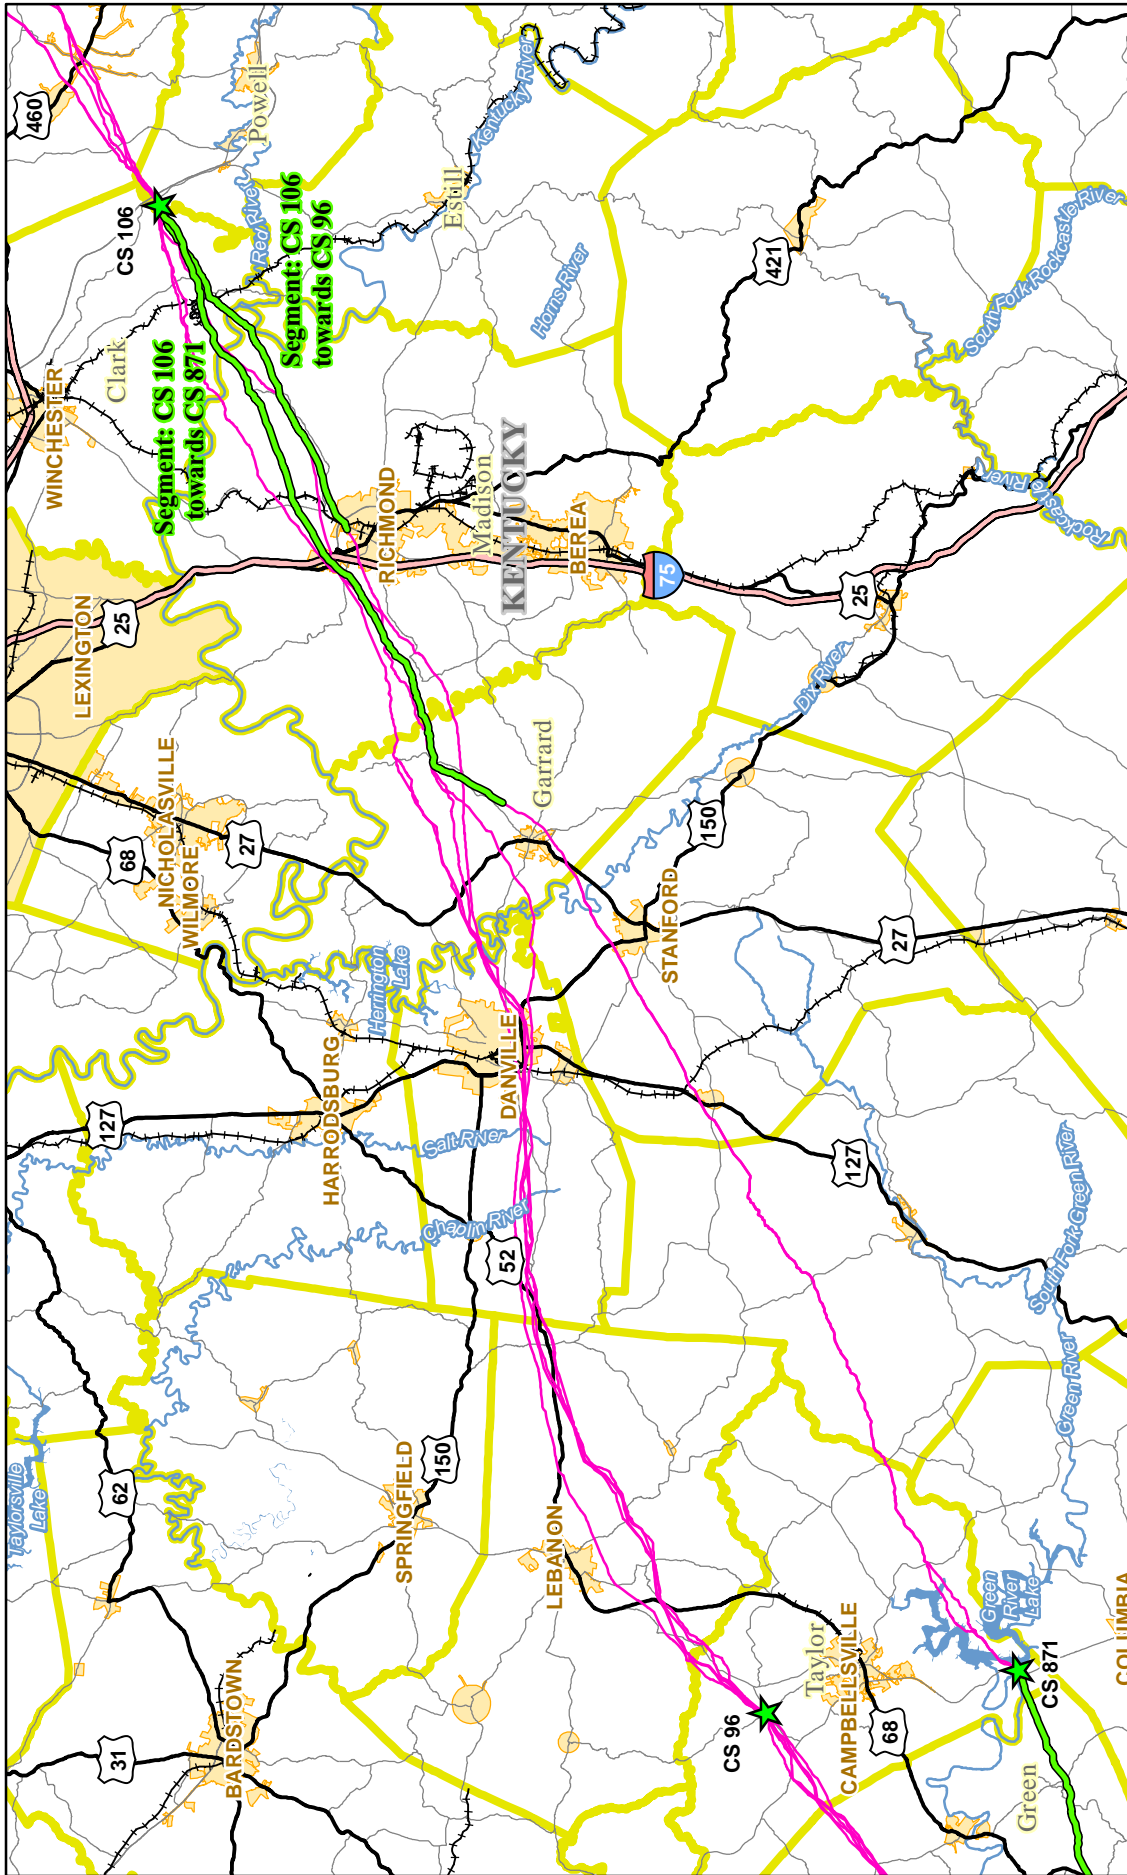 Taylorsville
Lake
62
31
BARDSTOWN
SPRINGFIELD
150
LEBANON
CS 96
Taylor
CAMPBELLSVILLE
68
Green
River
Lake
CS 871
Green
Green River
South Fork Green River
127
127
HARRODSBURG
Salt River
Chaplin River
52
DANVILLE
Herrington
Lake
68
NICHOLASVILLE
WILMORE
27
LEXINGTON
25
WINCHESTER
Clark
CS 106
460
Powell
Red River
Segment: CS 106
towards CS 871
Segment: CS 106
towards CS 96
Estill
Kentucky River
RICHMOND
Madison
KENTUCKY
BEREA
75
Horns River
421
Garrard
STANFORD
150
Dix River
25
27
Rockcastle River
South Fork Rockcastle River